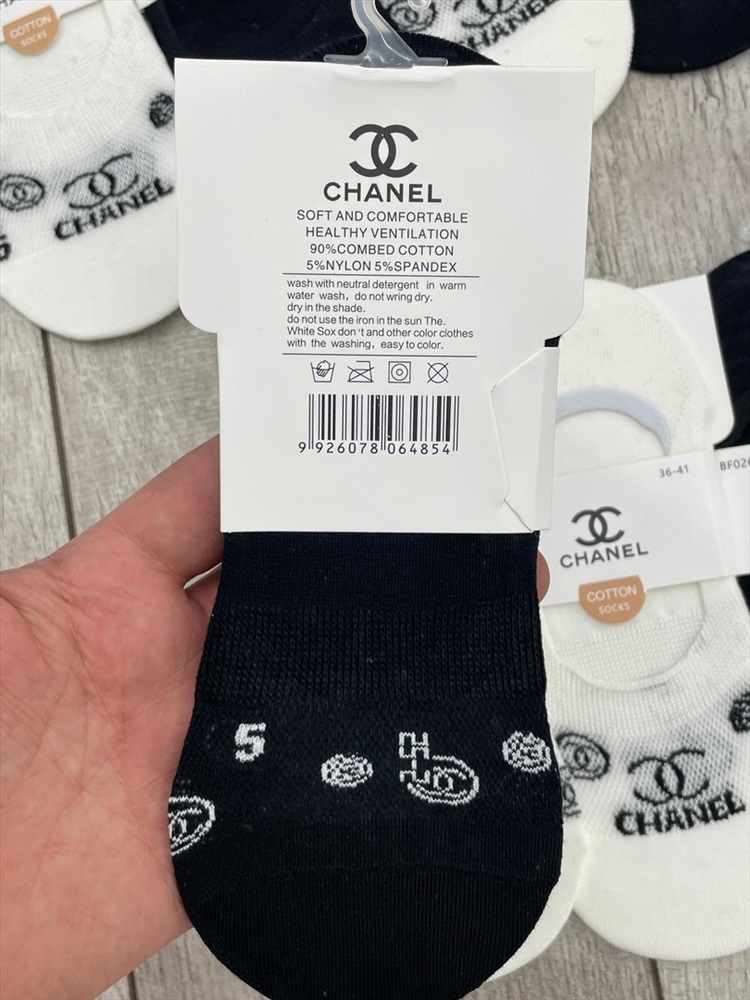 COTTON
SOCKS
CHANEL
CHANEL
CHANEL
SOFT AND COMFORTABLE
HEALTHY VENTILATION
90%COMBED COTTON
5%NYLON 5%SPANDEX
wash with neutral detergent in warm
water wash, do not wring dry.
dry in the shade.
do not use the iron in the sun The.
White Sox don't and other color clothes
with the washing, easy to color.
9 926078 064854
36-41
CHANEL
COTTON
SOCKS
5
CHANEL